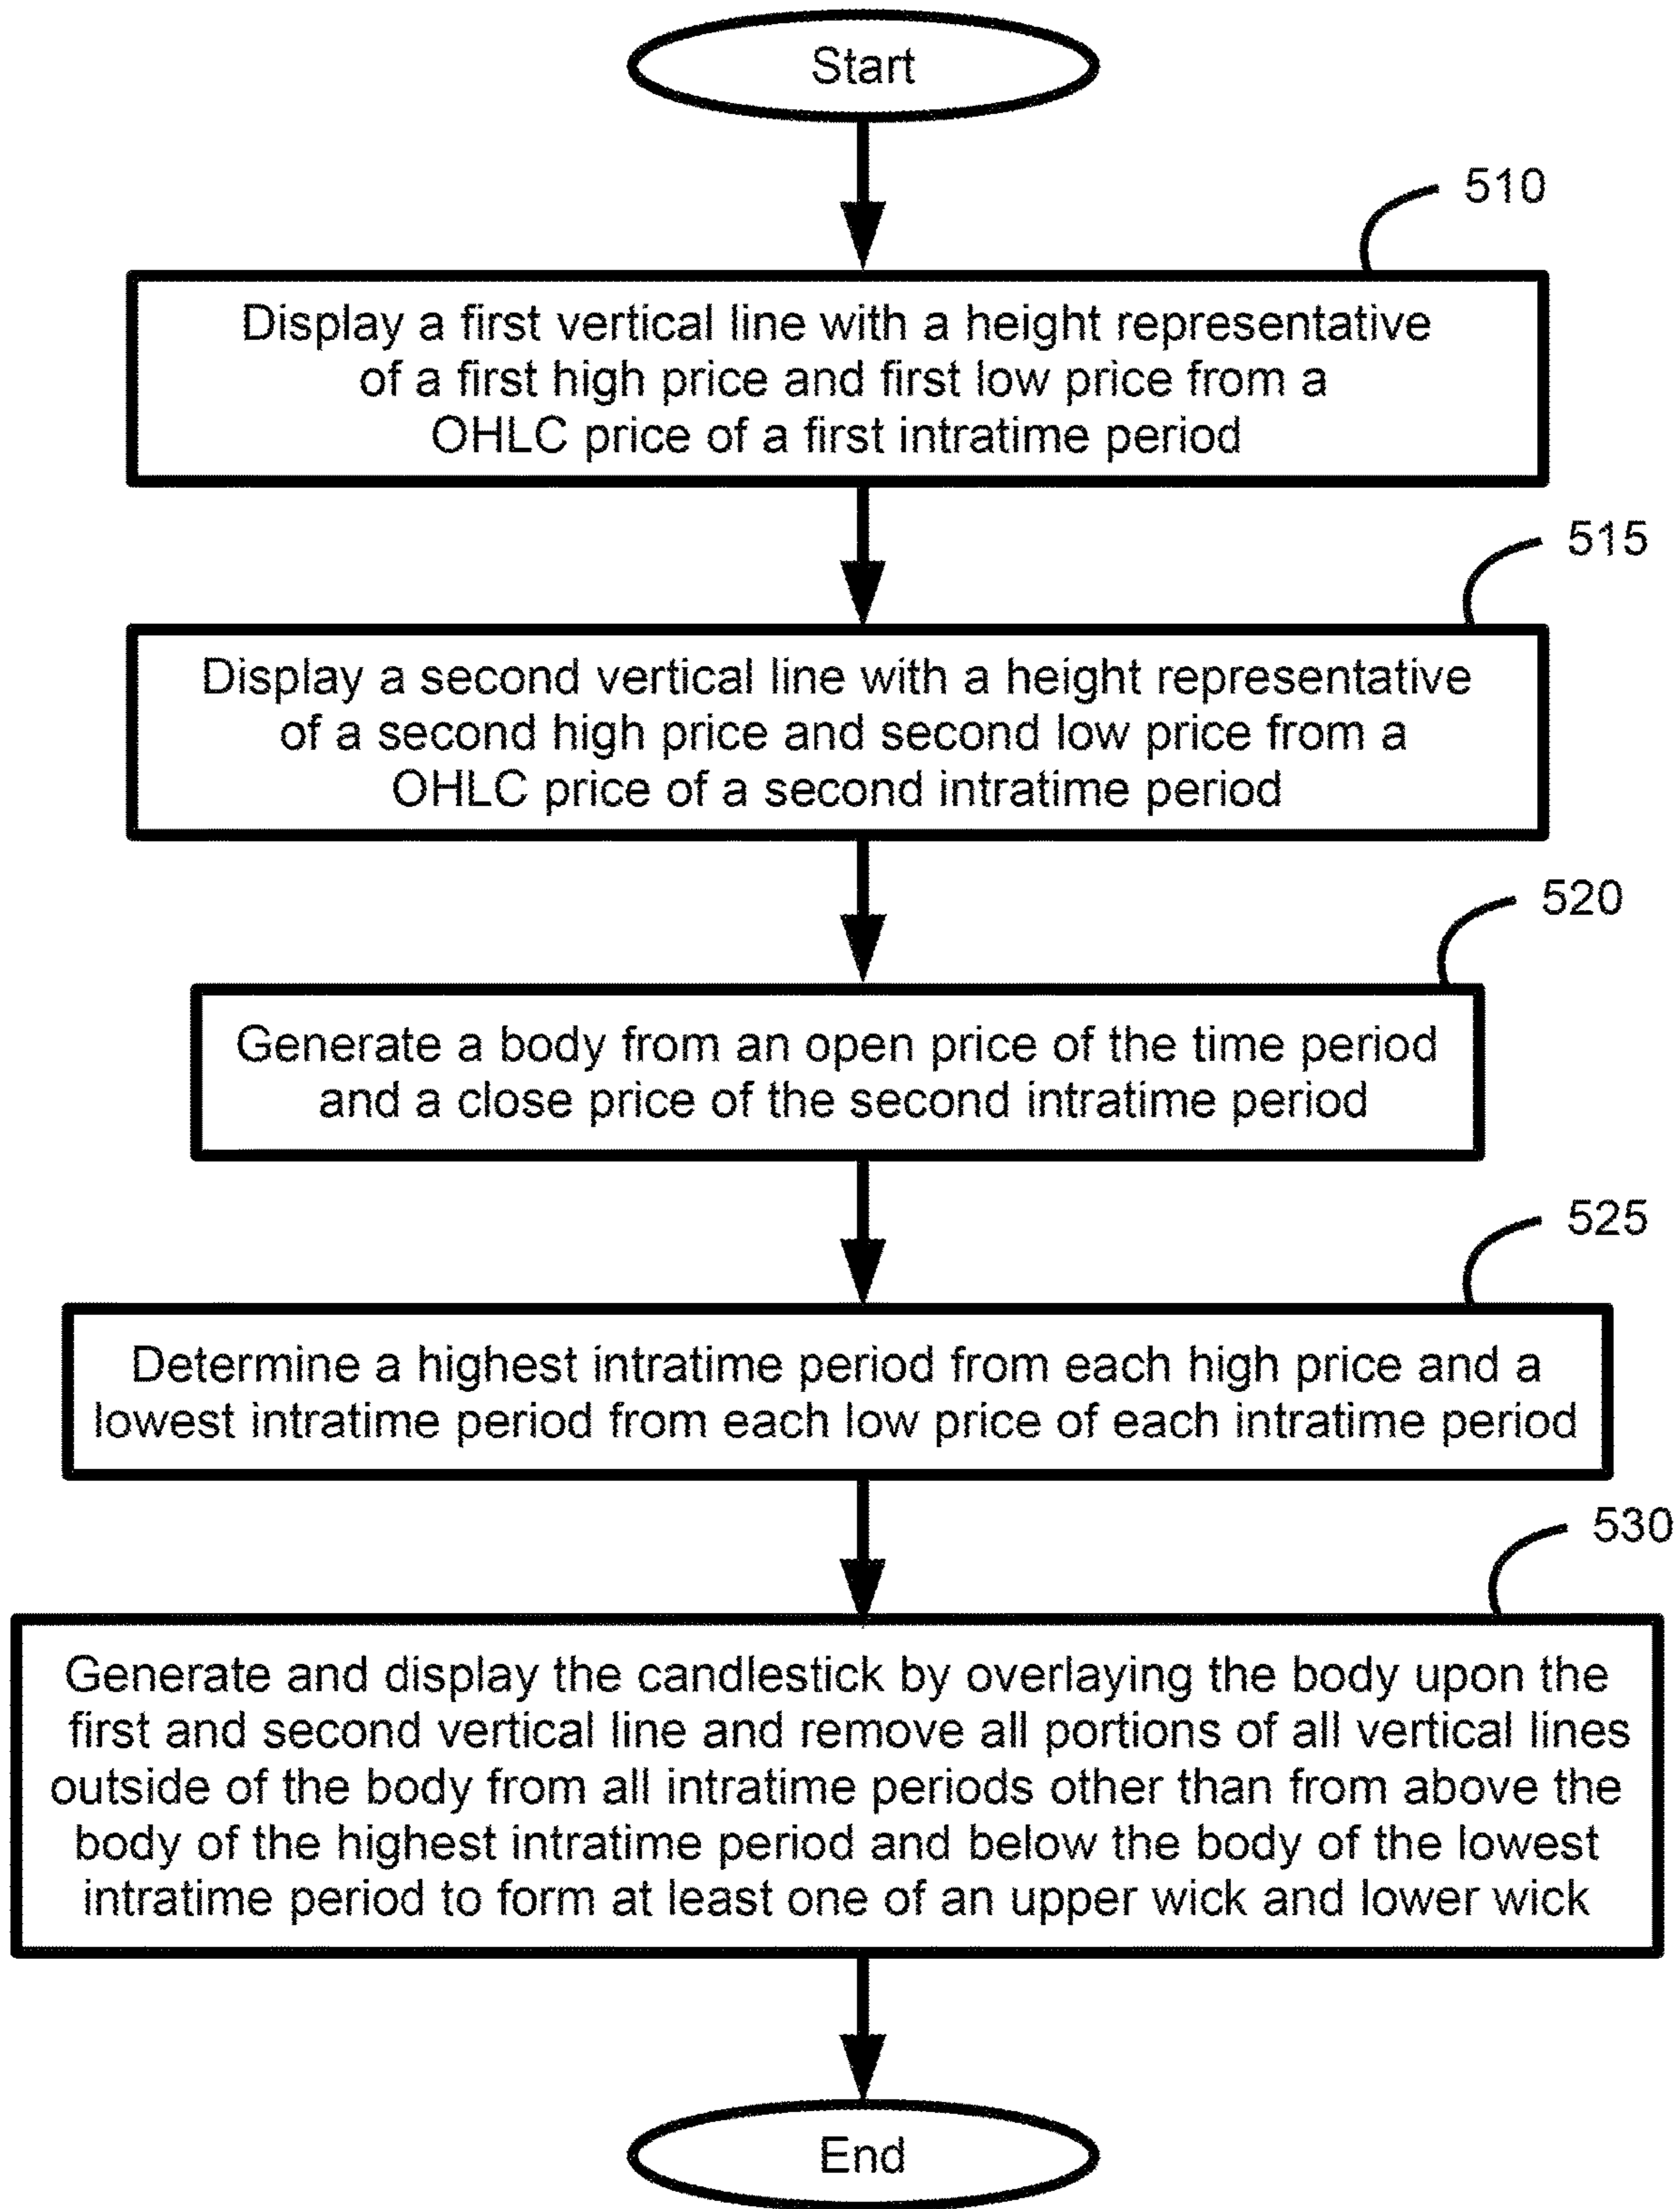 Start
510
Display a first vertical line with a height representative
of a first high price and first low price from a
OHLC price of a first intratime period
515
Display a second vertical line with a height representative
of a second high price and second low price from a
OHLC price of a second intratime period
520
Generate a body from an open price of the time period
and a close price of the second intratime period
525
Determine a highest intratime period from each high price and a
lowest intratime period from each low price of each intratime period
530
Generate and display the candlestick by overlaying the body upon the
first and second vertical line and remove all portions of all vertical lines
outside of the body from all intratime periods other than from above the
body of the highest intratime period and below the body of the lowest
intratime period to form at least one of an upper wick and lower wick
End